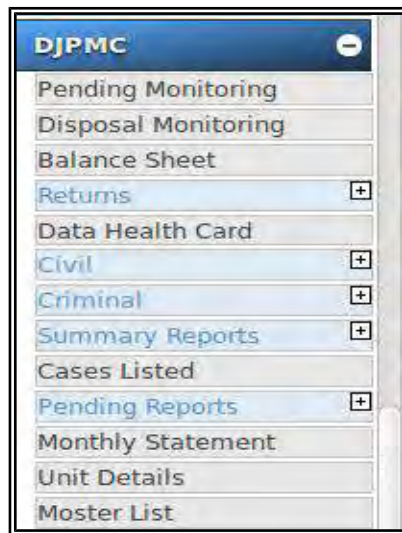 DJPMC
Pending Monitoring
Disposal Monitoring
Balance Sheet
Returns
Data Health Card
Civil
Criminal
Summary Reports
Cases Listed
Pending Reports
Monthly Statement
Unit Details
Moster List